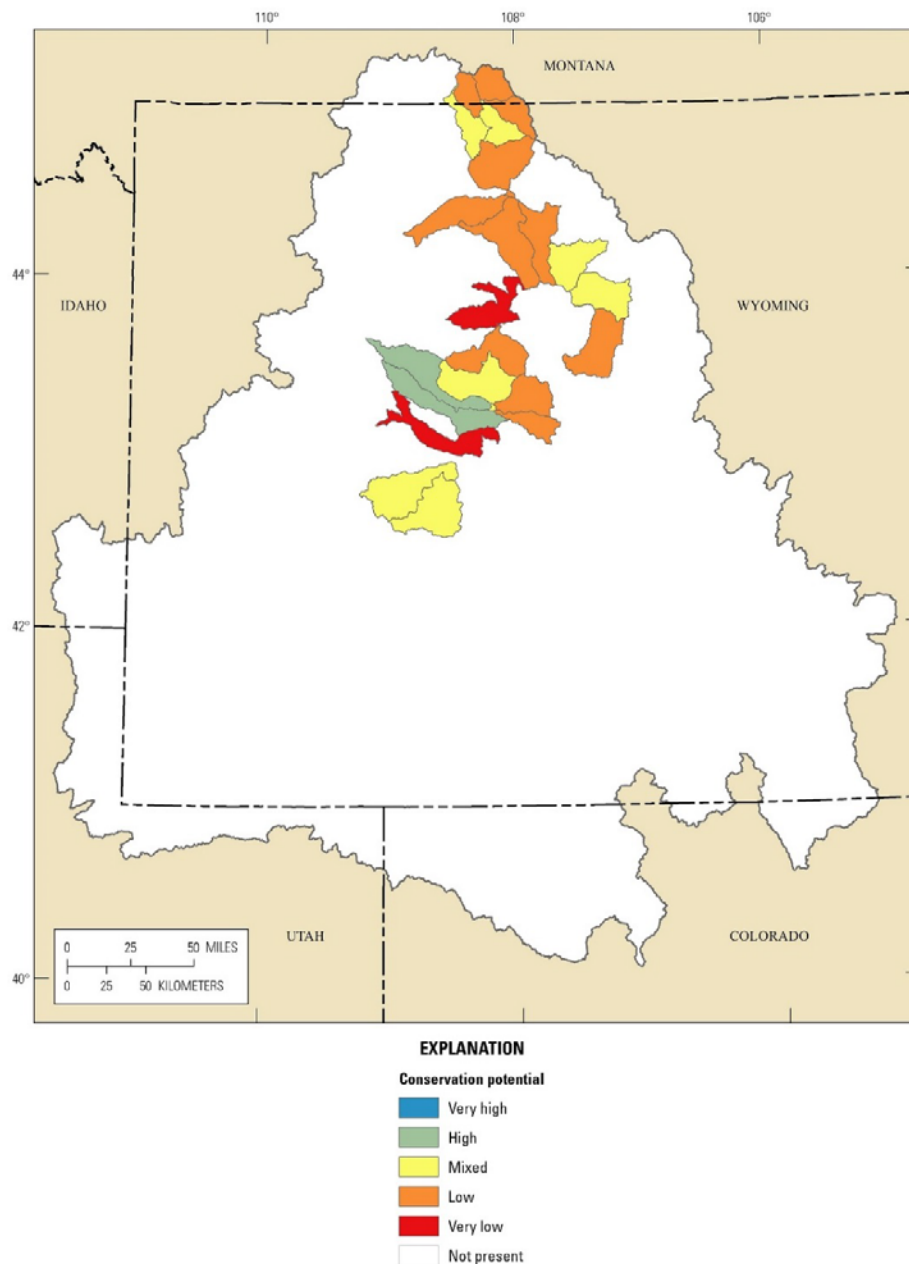 110° 108° 106°
MONTANA
44°
IDAHO
WYOMING
42°
0 25 50 MILES
0 25 50 KILOMETERS
UTAH
COLORADO
40°
EXPLANATION
Conservation potential
Very high
High
Mixed
Low
Very low
Not present